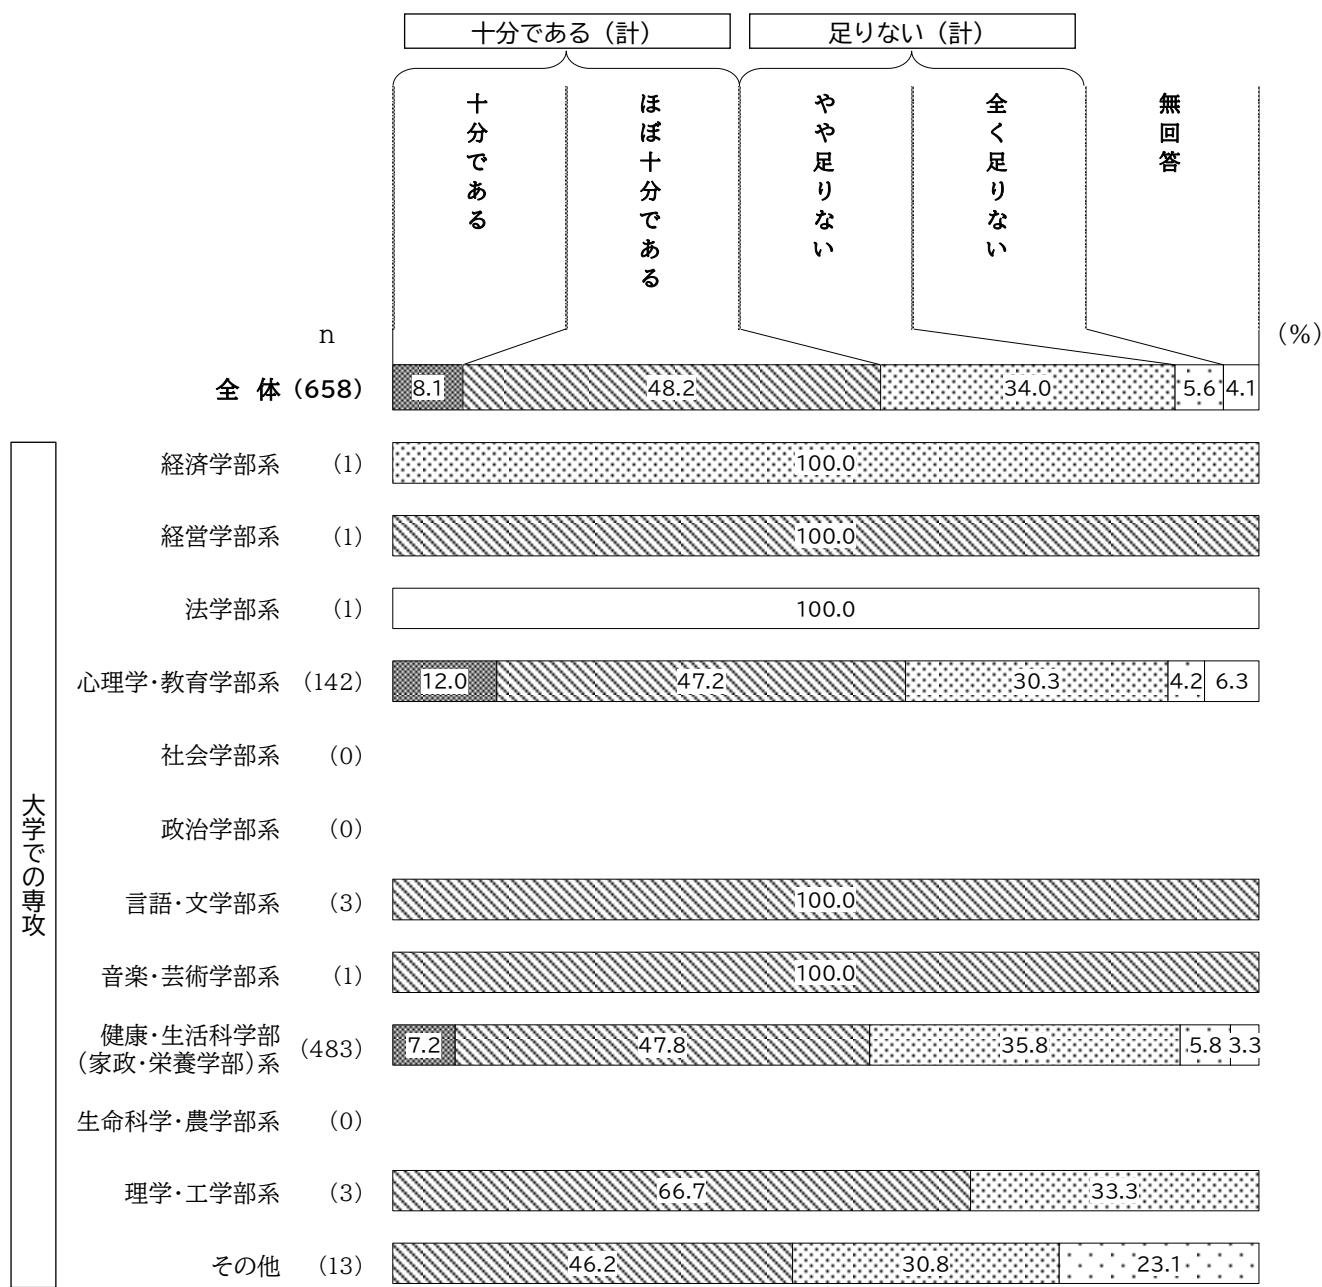 十分である（計） 足りない（計）
十分である
ほぼ十分である
やや足りない
全く足りない
無回答
n
(%)
全 体 (658) 8.1 48.2 34.0 5.6 4.1
大学での専攻
経済学部系 (1) 100.0
経営学部系 (1) 100.0
法学部系 (1) 100.0
心理学・教育学部系 (142) 12.0 47.2 30.3 4.2 6.3
社会学部系 (0)
政治学部系 (0)
言語・文学部系 (3) 100.0
音楽・芸術学部系 (1) 100.0
健康・生活科学部
(家政・栄養学部)系 (483) 7.2 47.8 35.8 5.8 3.3
生命科学・農学部系 (0)
理学・工学部系 (3) 66.7 33.3
その他 (13) 46.2 30.8 23.1